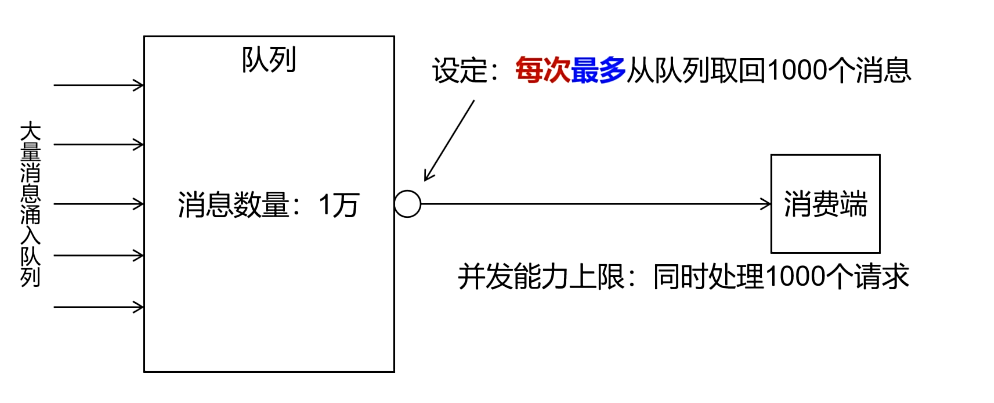 队列
设定：每次最多从队列取回1000个消息
大量消息涌入队列
消息数量：1万
消费端
并发能力上限：同时处理1000个请求